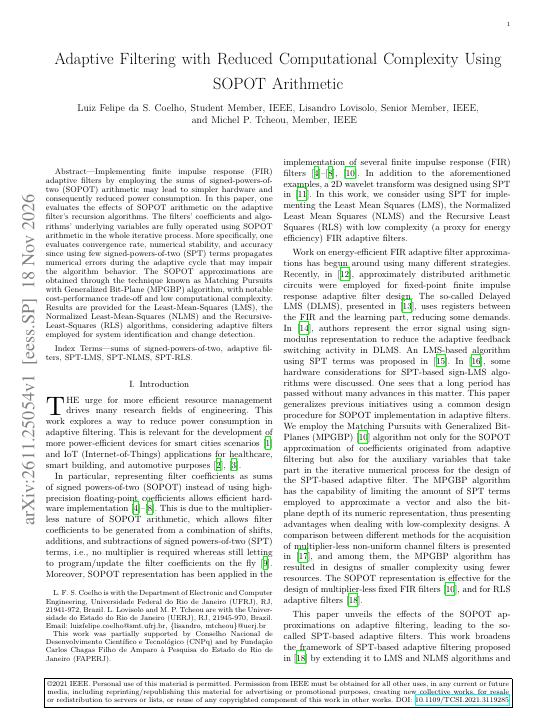 1
Adaptive Filtering with Reduced Computational Complexity Using
SOPOT Arithmetic
Luiz Felipe da S. Coelho, Student Member, IEEE, Lisandro Lovisolo, Senior Member, IEEE,
and Michel P. Tcheou, Member, IEEE
arXiv:2611.25054v1 [eess.SP] 18 Nov 2026
Abstract—Implementing finite impulse response (FIR)
adaptive filters by employing the sums of signed-powers-of-
two (SOPOT) arithmetic may lead to simpler hardware and
consequently reduced power consumption. In this paper, one
evaluates the effects of SOPOT arithmetic on the adaptive
filter's recursion algorithms. The filters' coefficients and algo-
rithms' underlying variables are fully operated using SOPOT
arithmetic in the whole iterative process. More specifically, one
evaluates convergence rate, numerical stability, and accuracy
since using few signed-powers-of-two (SPT) terms propagates
numerical errors during the adaptive cycle that may impair
the algorithm behavior. The SOPOT approximations are
obtained through the technique known as Matching Pursuits
with Generalized Bit-Plane (MPGBP) algorithm, with notable
cost-performance trade-off and low computational complexity.
Results are provided for the Least-Mean-Squares (LMS), the
Normalized Least-Mean-Squares (NLMS) and the Recursive-
Least-Squares (RLS) algorithms, considering adaptive filters
employed for system identification and change detection.
Index Terms—sums of signed-powers-of-two, adaptive fil-
ters, SPT-LMS, SPT-NLMS, SPT-RLS.
I. Introduction
THE urge for more efficient resource management
drives many research fields of engineering. This
work explores a way to reduce power consumption in
adaptive filtering. This is relevant for the development of
more power-efficient devices for smart cities scenarios [1]
and IoT (Internet-of-Things) applications for healthcare,
smart building, and automotive purposes [2], [3].
In particular, representing filter coefficients as sums
of signed powers-of-two (SOPOT) instead of using high-
precision floating-point coefficients allows efficient hard-
ware implementation [4]–[8]. This is due to the multiplier-
less nature of SOPOT arithmetic, which allows filter
coefficients to be generated from a combination of shifts,
additions, and subtractions of signed powers-of-two (SPT)
terms, i.e., no multiplier is required whereas still letting
to program/update the filter coefficients on the fly [9].
Moreover, SOPOT representation has been applied in the
L. F. S. Coelho is with the Department of Electronic and Computer
Engineering, Universidade Federal do Rio de Janeiro (UFRJ), RJ,
21941-972, Brazil. L. Lovisolo and M. P. Tcheou are with the Univer-
sidade do Estado do Rio de Janeiro (UERJ), RJ, 21945-970, Brazil.
Email: luizfelipe.coelho@smt.ufrj.br, {lisandro, mtcheou}@uerj.br
This work was partially supported by Conselho Nacional de
Desenvolvimento Científico e Tecnológico (CNPq) and by Fundação
Carlos Chagas Filho de Amparo à Pesquisa do Estado do Rio de
Janeiro (FAPERJ).
implementation of several finite impulse response (FIR)
filters [4]–[8], [10]. In addition to the aforementioned
examples, a 2D wavelet transform was designed using SPT
in [11]. In this work, we consider using SPT for imple-
menting the Least Mean Squares (LMS), the Normalized
Least Mean Squares (NLMS) and the Recursive Least
Squares (RLS) with low complexity (a proxy for energy
efficiency) FIR adaptive filters.
Work on energy-efficient FIR adaptive filter approxima-
tions has begun around using many different strategies.
Recently, in [12], approximately distributed arithmetic
circuits were employed for fixed-point finite impulse
response adaptive filter design. The so-called Delayed
LMS (DLMS), presented in [13], uses registers between
the FIR and the learning part, reducing some demands.
In [14], authors represent the error signal using sign-
modulus representation to reduce the adaptive feedback
switching activity in DLMS. An LMS-based algorithm
using SPT terms was proposed in [15]. In [16], some
hardware considerations for SPT-based sign-LMS algo-
rithms were discussed. One sees that a long period has
passed without many advances in this matter. This paper
generalizes previous initiatives using a common design
procedure for SOPOT implementation in adaptive filters.
We employ the Matching Pursuits with Generalized Bit-
Planes (MPGBP) [10] algorithm not only for the SOPOT
approximation of coefficients originated from adaptive
filtering but also for the auxiliary variables that take
part in the iterative numerical process for the design of
the SPT-based adaptive filter. The MPGBP algorithm
has the capability of limiting the amount of SPT terms
employed to approximate a vector and also the bit-
plane depth of its numeric representation, thus presenting
advantages when dealing with low-complexity designs. A
comparison between different methods for the acquisition
of multiplier-less non-uniform channel filters is presented
in [17], and among them, the MPGBP algorithm has
resulted in designs of smaller complexity using fewer
resources. The SOPOT representation is effective for the
design of multiplier-less fixed FIR filters [10], and for RLS
adaptive filters [18].
This paper unveils the effects of the SOPOT ap-
proximations on adaptive filtering, leading to the so-
called SPT-based adaptive filters. This work broadens
the framework of SPT-based adaptive filtering proposed
in [18] by extending it to LMS and NLMS algorithms and
©2021 IEEE. Personal use of this material is permitted. Permission from IEEE must be obtained for all other uses, in any current or future
media, including reprinting/republishing this material for advertising or promotional purposes, creating new collective works, for resale
or redistribution to servers or lists, or reuse of any copyrighted component of this work in other works. DOI: 10.1109/TCSI.2021.3119285